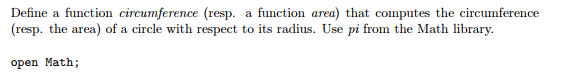 Define a function circumference (resp. a function area) that computes the circumference
(resp. the area) of a circle with respect to its radius. Use pi from the Math library.
open Math;